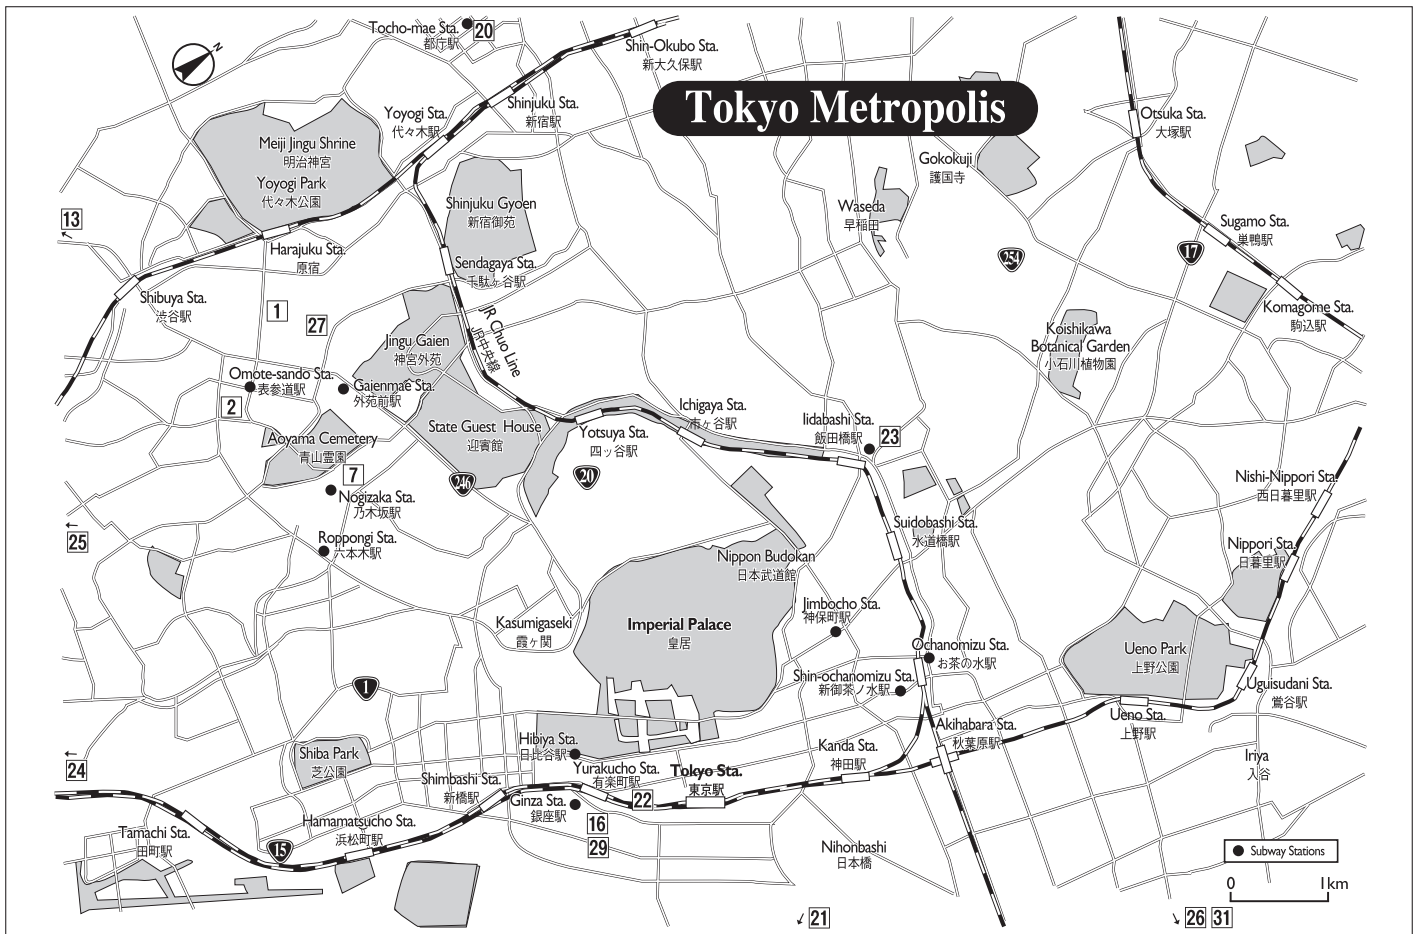 Tokyo Metropolis
N
Tocho-mae Sta.
都庁駅
20
Shin-Okubo Sta.
新大久保駅
Yoyogi Sta.
代々木駅
Shinjuku Sta.
新宿駅
Otsuka Sta.
大塚駅
Meiji Jingu Shrine
明治神宮
Yoyogi Park
代々木公園
Gokokuji
護国寺
13
Shinjuku Gyoen
新宿御苑
Waseda
早稲田
Sugamo Sta.
巣鴨駅
Harajuku Sta.
原宿
Sendagaya Sta.
千駄ヶ谷駅
254
17
Shibuya Sta.
渋谷駅
1
27
JR Chuo Line
JR中央線
Komagome Sta.
駒込駅
Jingu Gaien
神宮外苑
Koishikawa
Botanical Garden
小石川植物園
Omote-sando Sta.
表参道駅
Gaienmae Sta.
外苑前駅
2
Ichigaya Sta.
市ヶ谷駅
Iidabashi Sta.
飯田橋駅
23
Aoyama Cemetery
青山霊園
State Guest House
迎賓館
Yotsuya Sta.
四ッ谷駅
7
246
20
Nogizaka Sta.
乃木坂駅
Nishi-Nippori Sta.
西日暮里駅
←
25
Roppongi Sta.
六本木駅
Suidobashi Sta.
水道橋駅
Nippon Budokan
日本武道館
Nippori Sta.
日暮里駅
Kasumigaseki
霞ヶ関
Imperial Palace
皇居
Jimbocho Sta.
神保町駅
Ochanomizu Sta.
お茶の水駅
Ueno Park
上野公園
1
Shin-ochanomizu Sta.
新御茶ノ水駅
Uguisudani Sta.
鶯谷駅
Ueno Sta.
上野駅
Akihabara Sta.
秋葉原駅
←
24
Shiba Park
芝公園
Hibiya Sta.
日比谷駅
Kanda Sta.
神田駅
Iriya
入谷
Shimbashi Sta.
新橋駅
Yurakucho Sta.
有楽町駅
Tokyo Sta.
東京駅
22
Ginza Sta.
銀座駅
16
29
Tamachi Sta.
田町駅
15
Hamamatsucho Sta.
浜松町駅
Nihonbashi
日本橋
Subway Stations
0 1km
21
26 31